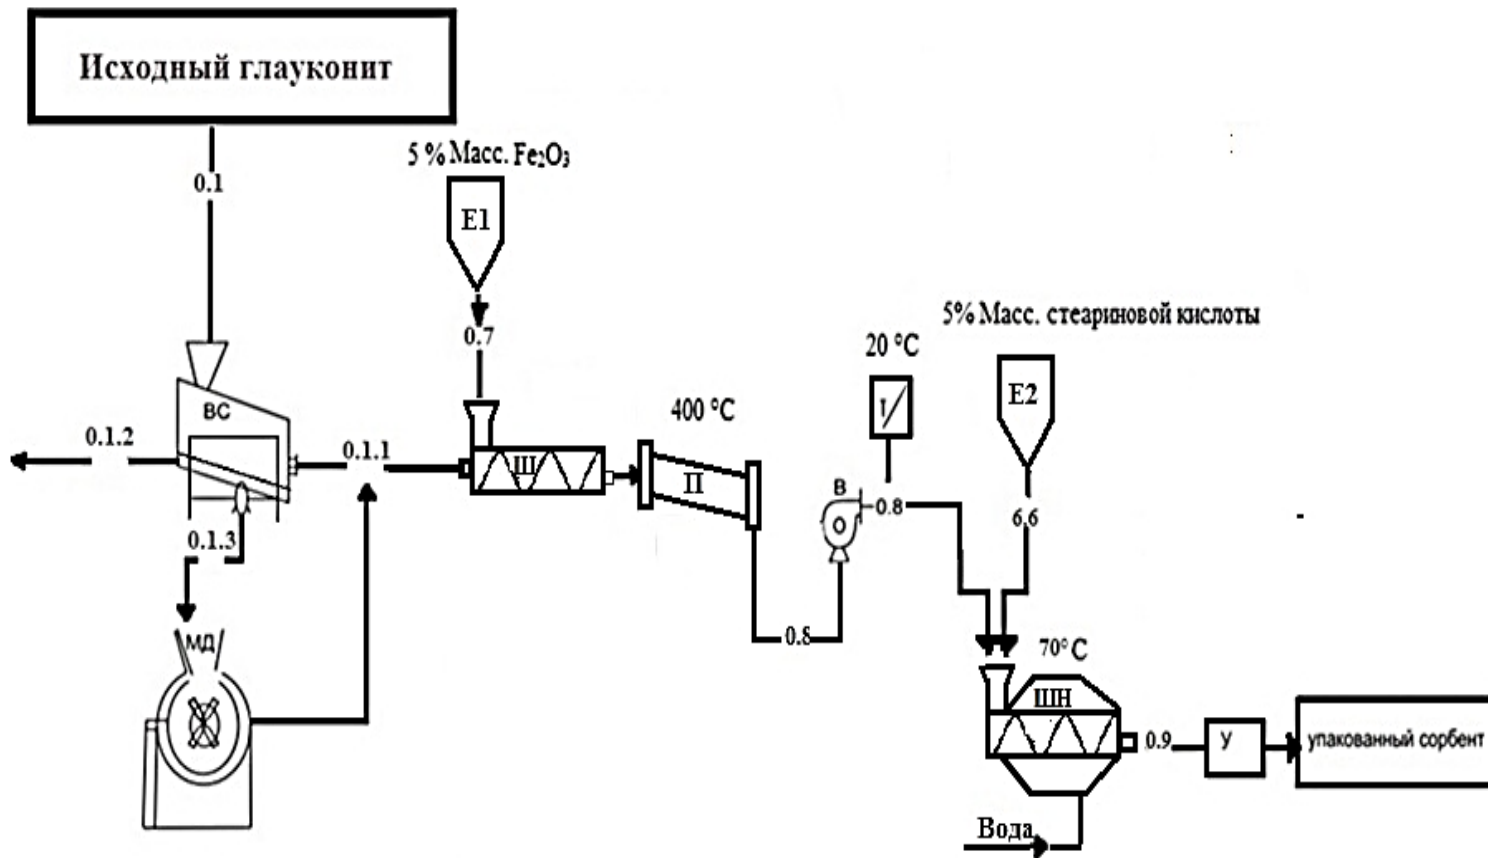 Исходный глауконит
0.1
5 % Масс. Fe₂O₃
E1
0.7
ВС
0.1.2
0.1.1
0.1.3
МД
Ш
400 °C
П
20 °C
В
0.8
0.8
5% Масс. стеариновой кислоты
E2
6.6
70° C
ШН
0.9
У
упакованный сорбент
Вода